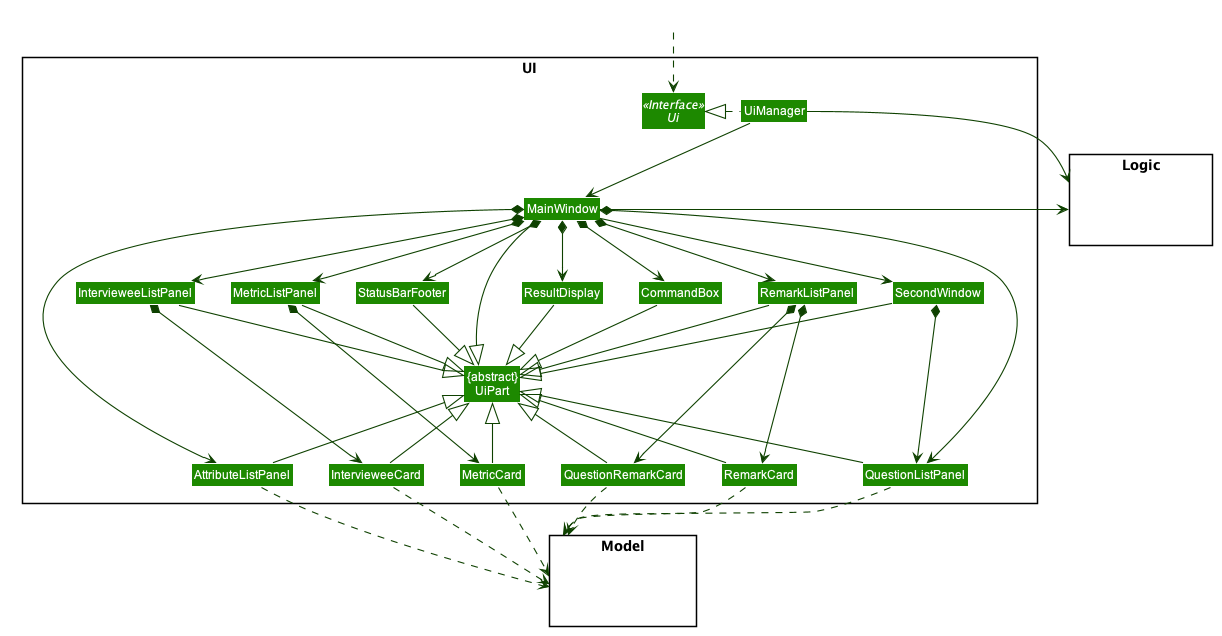 UI
«Interface»
Ui
UiManager
Logic
MainWindow
IntervieweeListPanel
MetricListPanel
StatusBarFooter
ResultDisplay
CommandBox
RemarkListPanel
SecondWindow
{abstract}
UiPart
AttributeListPanel
IntervieweeCard
MetricCard
QuestionRemarkCard
RemarkCard
QuestionListPanel
Model